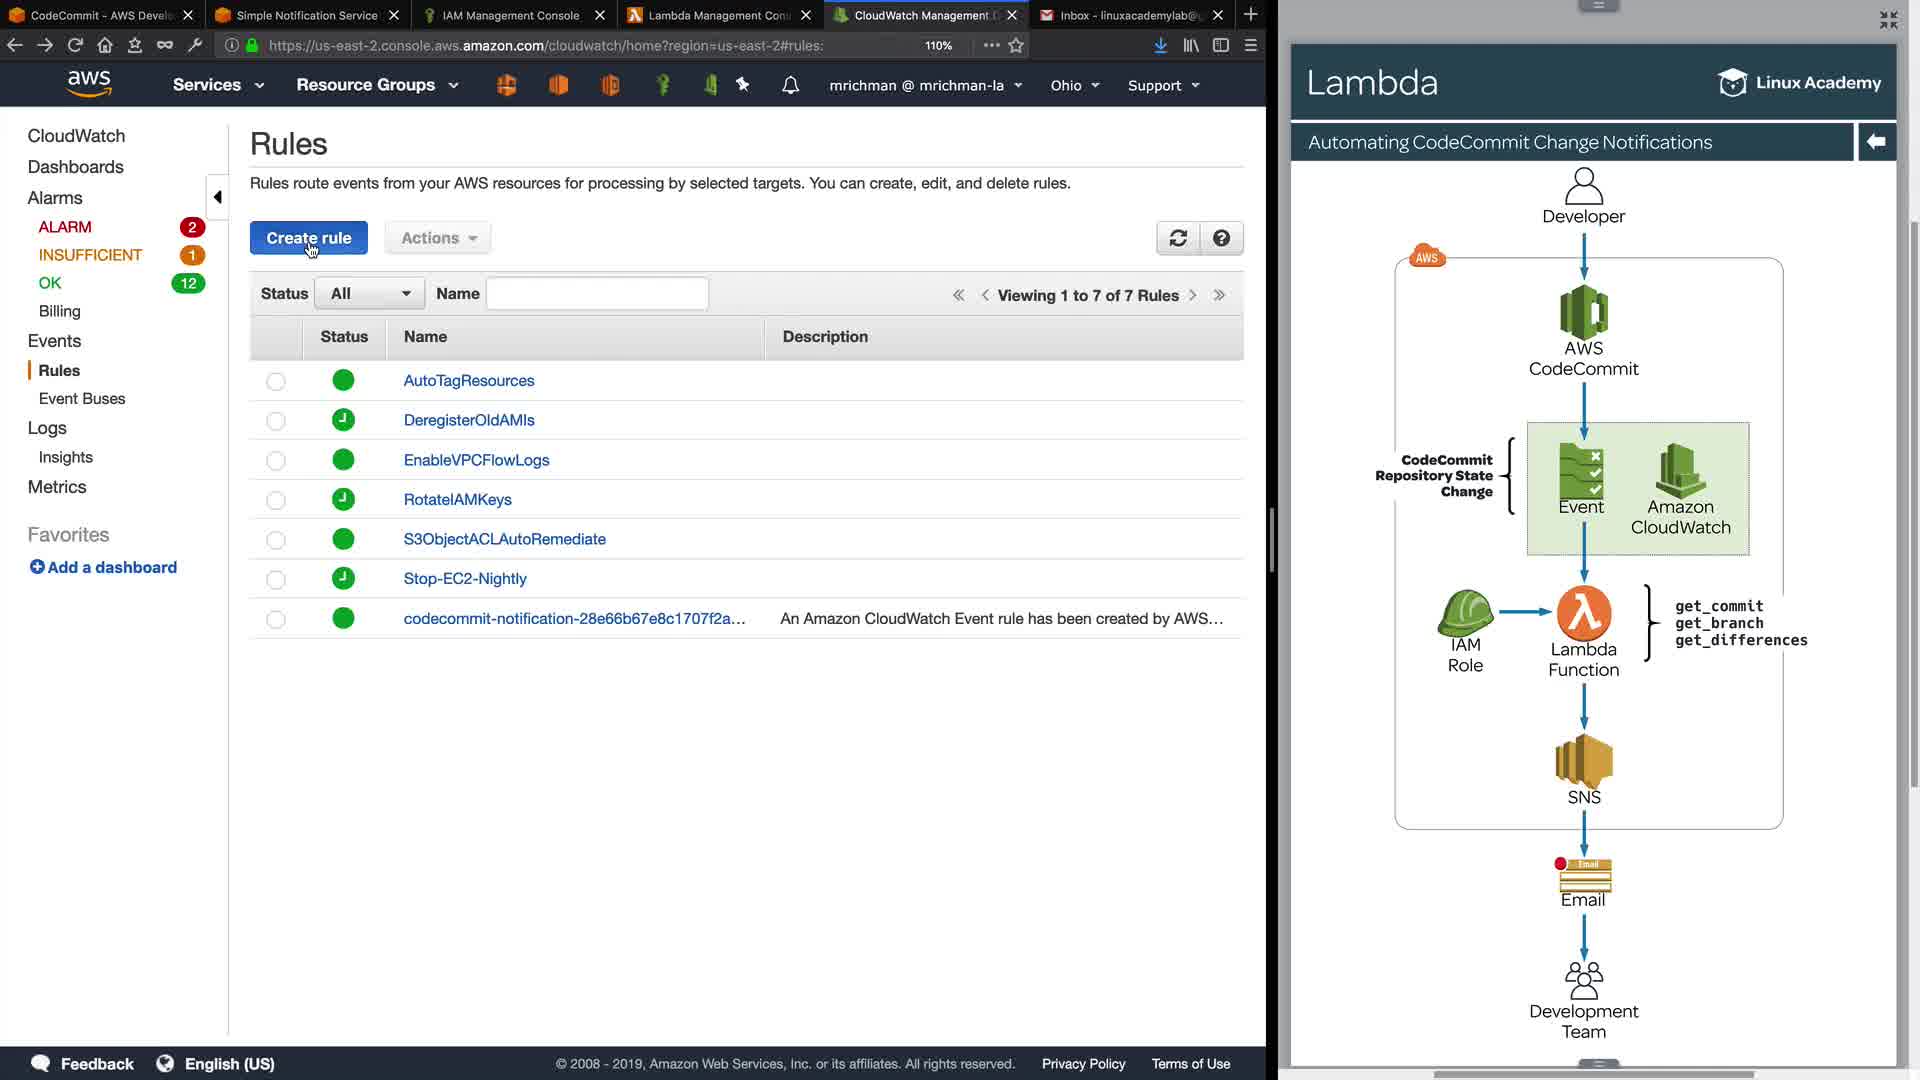 CodeCommit - AWS Devel
Simple Notification Service
IAM Management Console
Lambda Management Con
CloudWatch Management
Inbox - linuxacademylab@
https://us-east-2.console.aws.amazon.com/cloudwatch/home?region=us-east-2#rules:
110%
aws
Services
Resource Groups
mrichman @ mrichman-la
Ohio
Support
CloudWatch
Dashboards
Alarms
ALARM 2
INSUFFICIENT 1
OK 12
Billing
Events
Rules
Event Buses
Logs
Insights
Metrics
Favorites
Add a dashboard
Rules
Rules route events from your AWS resources for processing by selected targets. You can create, edit, and delete rules.
Create rule
Actions
Status All Name
Viewing 1 to 7 of 7 Rules
Status Name Description
AutoTagResources
DeregisterOldAMIs
EnableVPCFlowLogs
RotateIAMKeys
S3ObjectACLAutoRemediate
Stop-EC2-Nightly
codecommit-notification-28e66b67e8c1707f2a... An Amazon CloudWatch Event rule has been created by AWS...
Feedback
English (US)
© 2008 - 2019, Amazon Web Services, Inc. or its affiliates. All rights reserved.
Privacy Policy
Terms of Use
Lambda
Linux Academy
Automating CodeCommit Change Notifications
Developer
AWS
AWS
CodeCommit
CodeCommit
Repository State
Change
Event
Amazon
CloudWatch
IAM
Role
Lambda
Function
get_commit
get_branch
get_differences
SNS
Email
Email
Development
Team